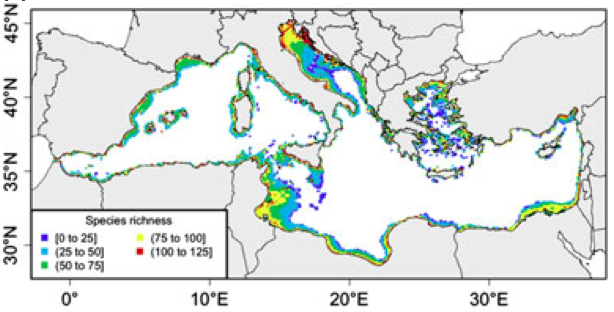 45°N
40°N
35°N
30°N
Species richness
[0 to 25]
(25 to 50]
(50 to 75]
(75 to 100]
(100 to 125]
0°
10°E
20°E
30°E